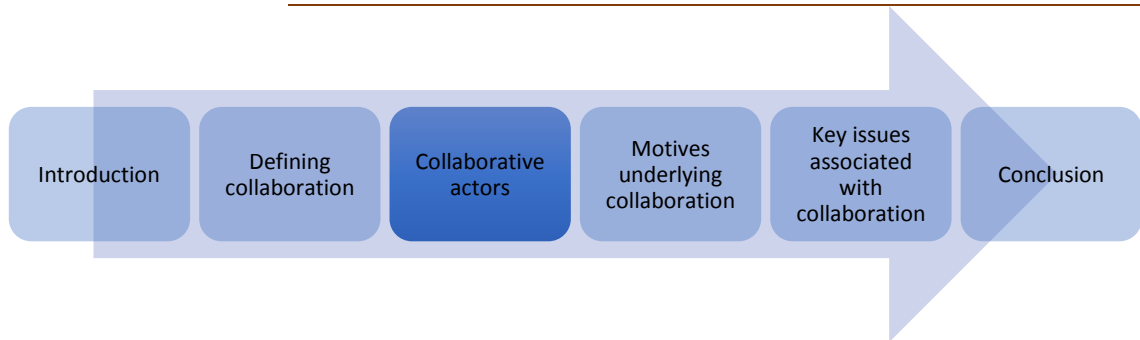 Introduction
Defining
collaboration
Collaborative
actors
Motives
underlying
collaboration
Key issues
associated
with
collaboration
Conclusion